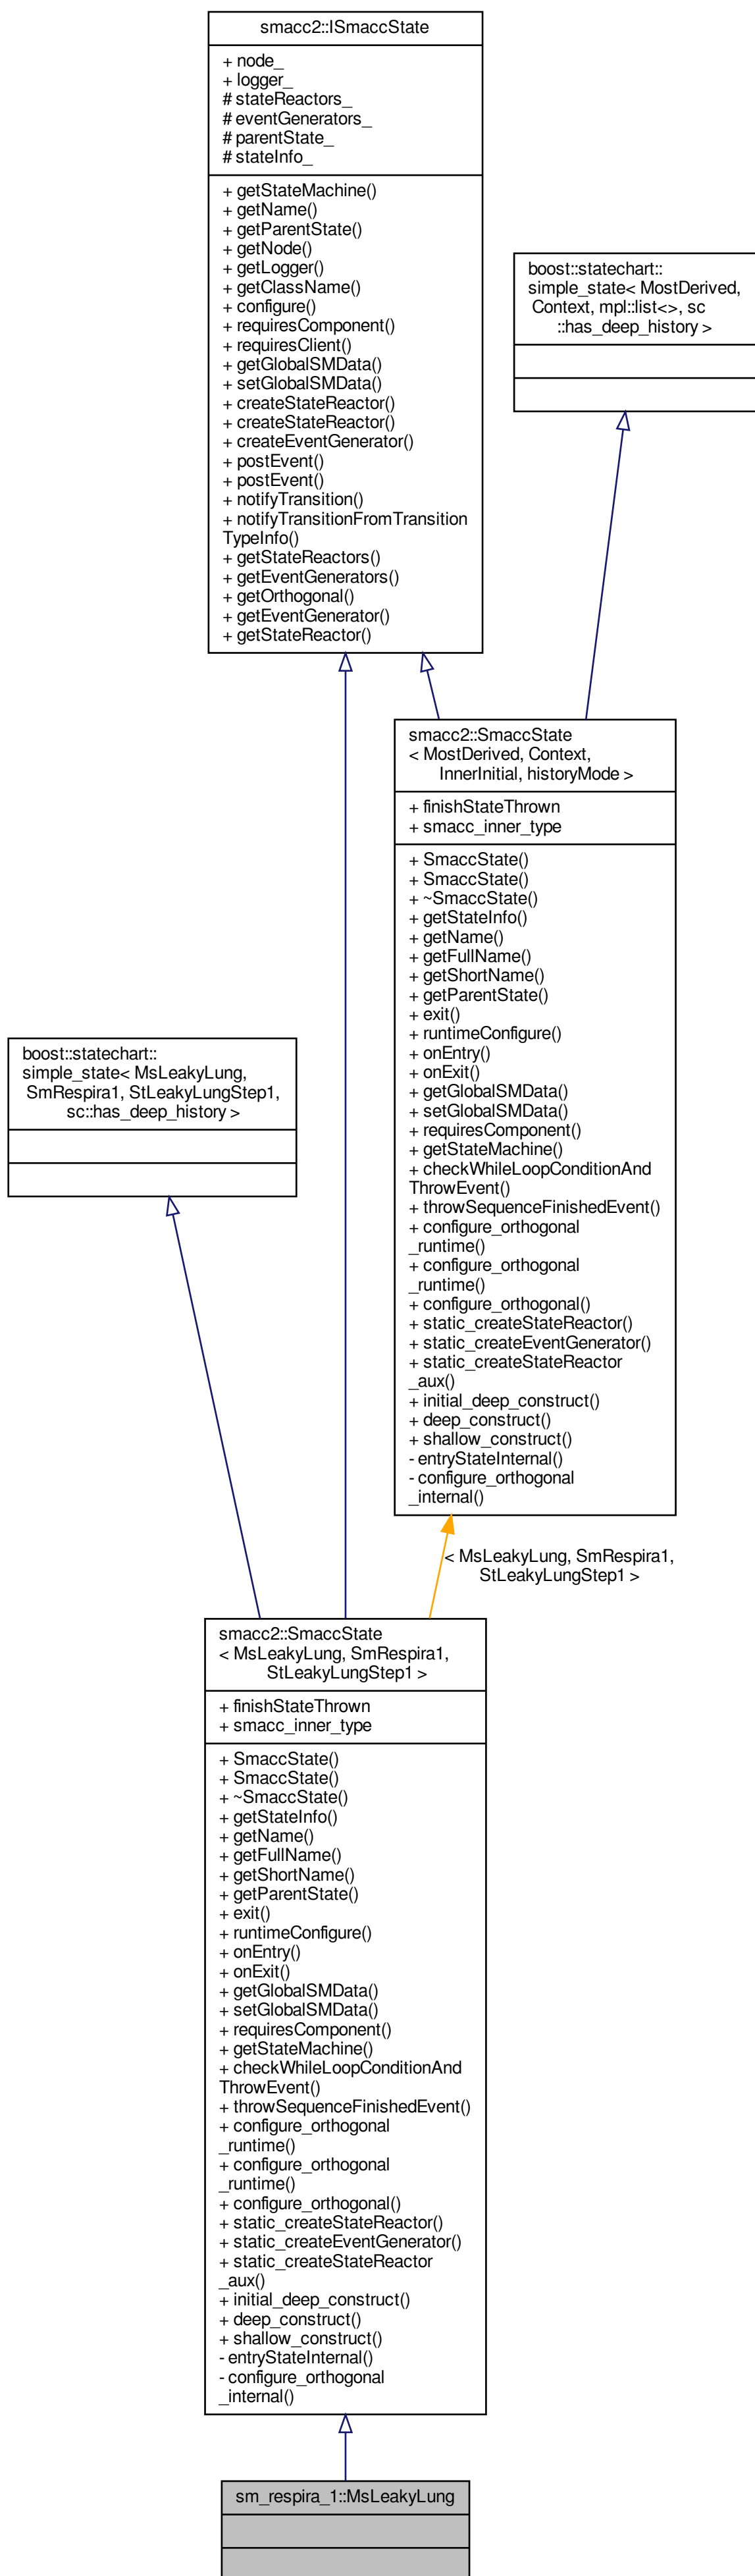 smacc2::ISmaccState
+ node_
+ logger_
# stateReactors_
# eventGenerators_
# parentState_
# stateInfo_
+ getStateMachine()
+ getName()
+ getParentState()
+ getNode()
+ getLogger()
+ getClassName()
+ configure()
+ requiresComponent()
+ requiresClient()
+ getGlobalSMData()
+ setGlobalSMData()
+ createStateReactor()
+ createStateReactor()
+ createEventGenerator()
+ postEvent()
+ postEvent()
+ notifyTransition()
+ notifyTransitionFromTransition
TypeInfo()
+ getStateReactors()
+ getEventGenerators()
+ getOrthogonal()
+ getEventGenerator()
+ getStateReactor()
boost::statechart::
simple_state< MostDerived,
Context, mpl::list<>, sc
::has_deep_history >
smacc2::SmaccState
< MostDerived, Context,
InnerInitial, historyMode >
+ finishStateThrown
+ smacc_inner_type
+ SmaccState()
+ SmaccState()
+ ~SmaccState()
+ getStateInfo()
+ getName()
+ getFullName()
+ getShortName()
+ getParentState()
+ exit()
+ runtimeConfigure()
+ onEntry()
+ onExit()
+ getGlobalSMData()
+ setGlobalSMData()
+ requiresComponent()
+ getStateMachine()
+ checkWhileLoopConditionAnd
ThrowEvent()
+ throwSequenceFinishedEvent()
+ configure_orthogonal
_runtime()
+ configure_orthogonal
_runtime()
+ configure_orthogonal()
+ static_createStateReactor()
+ static_createEventGenerator()
+ static_createStateReactor
_aux()
+ initial_deep_construct()
+ deep_construct()
+ shallow_construct()
- entryStateInternal()
- configure_orthogonal
_internal()
boost::statechart::
simple_state< MsLeakyLung,
SmRespira1, StLeakyLungStep1,
sc::has_deep_history >
< MsLeakyLung, SmRespira1,
StLeakyLungStep1 >
smacc2::SmaccState
< MsLeakyLung, SmRespira1,
StLeakyLungStep1 >
+ finishStateThrown
+ smacc_inner_type
+ SmaccState()
+ SmaccState()
+ ~SmaccState()
+ getStateInfo()
+ getName()
+ getFullName()
+ getShortName()
+ getParentState()
+ exit()
+ runtimeConfigure()
+ onEntry()
+ onExit()
+ getGlobalSMData()
+ setGlobalSMData()
+ requiresComponent()
+ getStateMachine()
+ checkWhileLoopConditionAnd
ThrowEvent()
+ throwSequenceFinishedEvent()
+ configure_orthogonal
_runtime()
+ configure_orthogonal
_runtime()
+ configure_orthogonal()
+ static_createStateReactor()
+ static_createEventGenerator()
+ static_createStateReactor
_aux()
+ initial_deep_construct()
+ deep_construct()
+ shallow_construct()
- entryStateInternal()
- configure_orthogonal
_internal()
sm_respira_1::MsLeakyLung